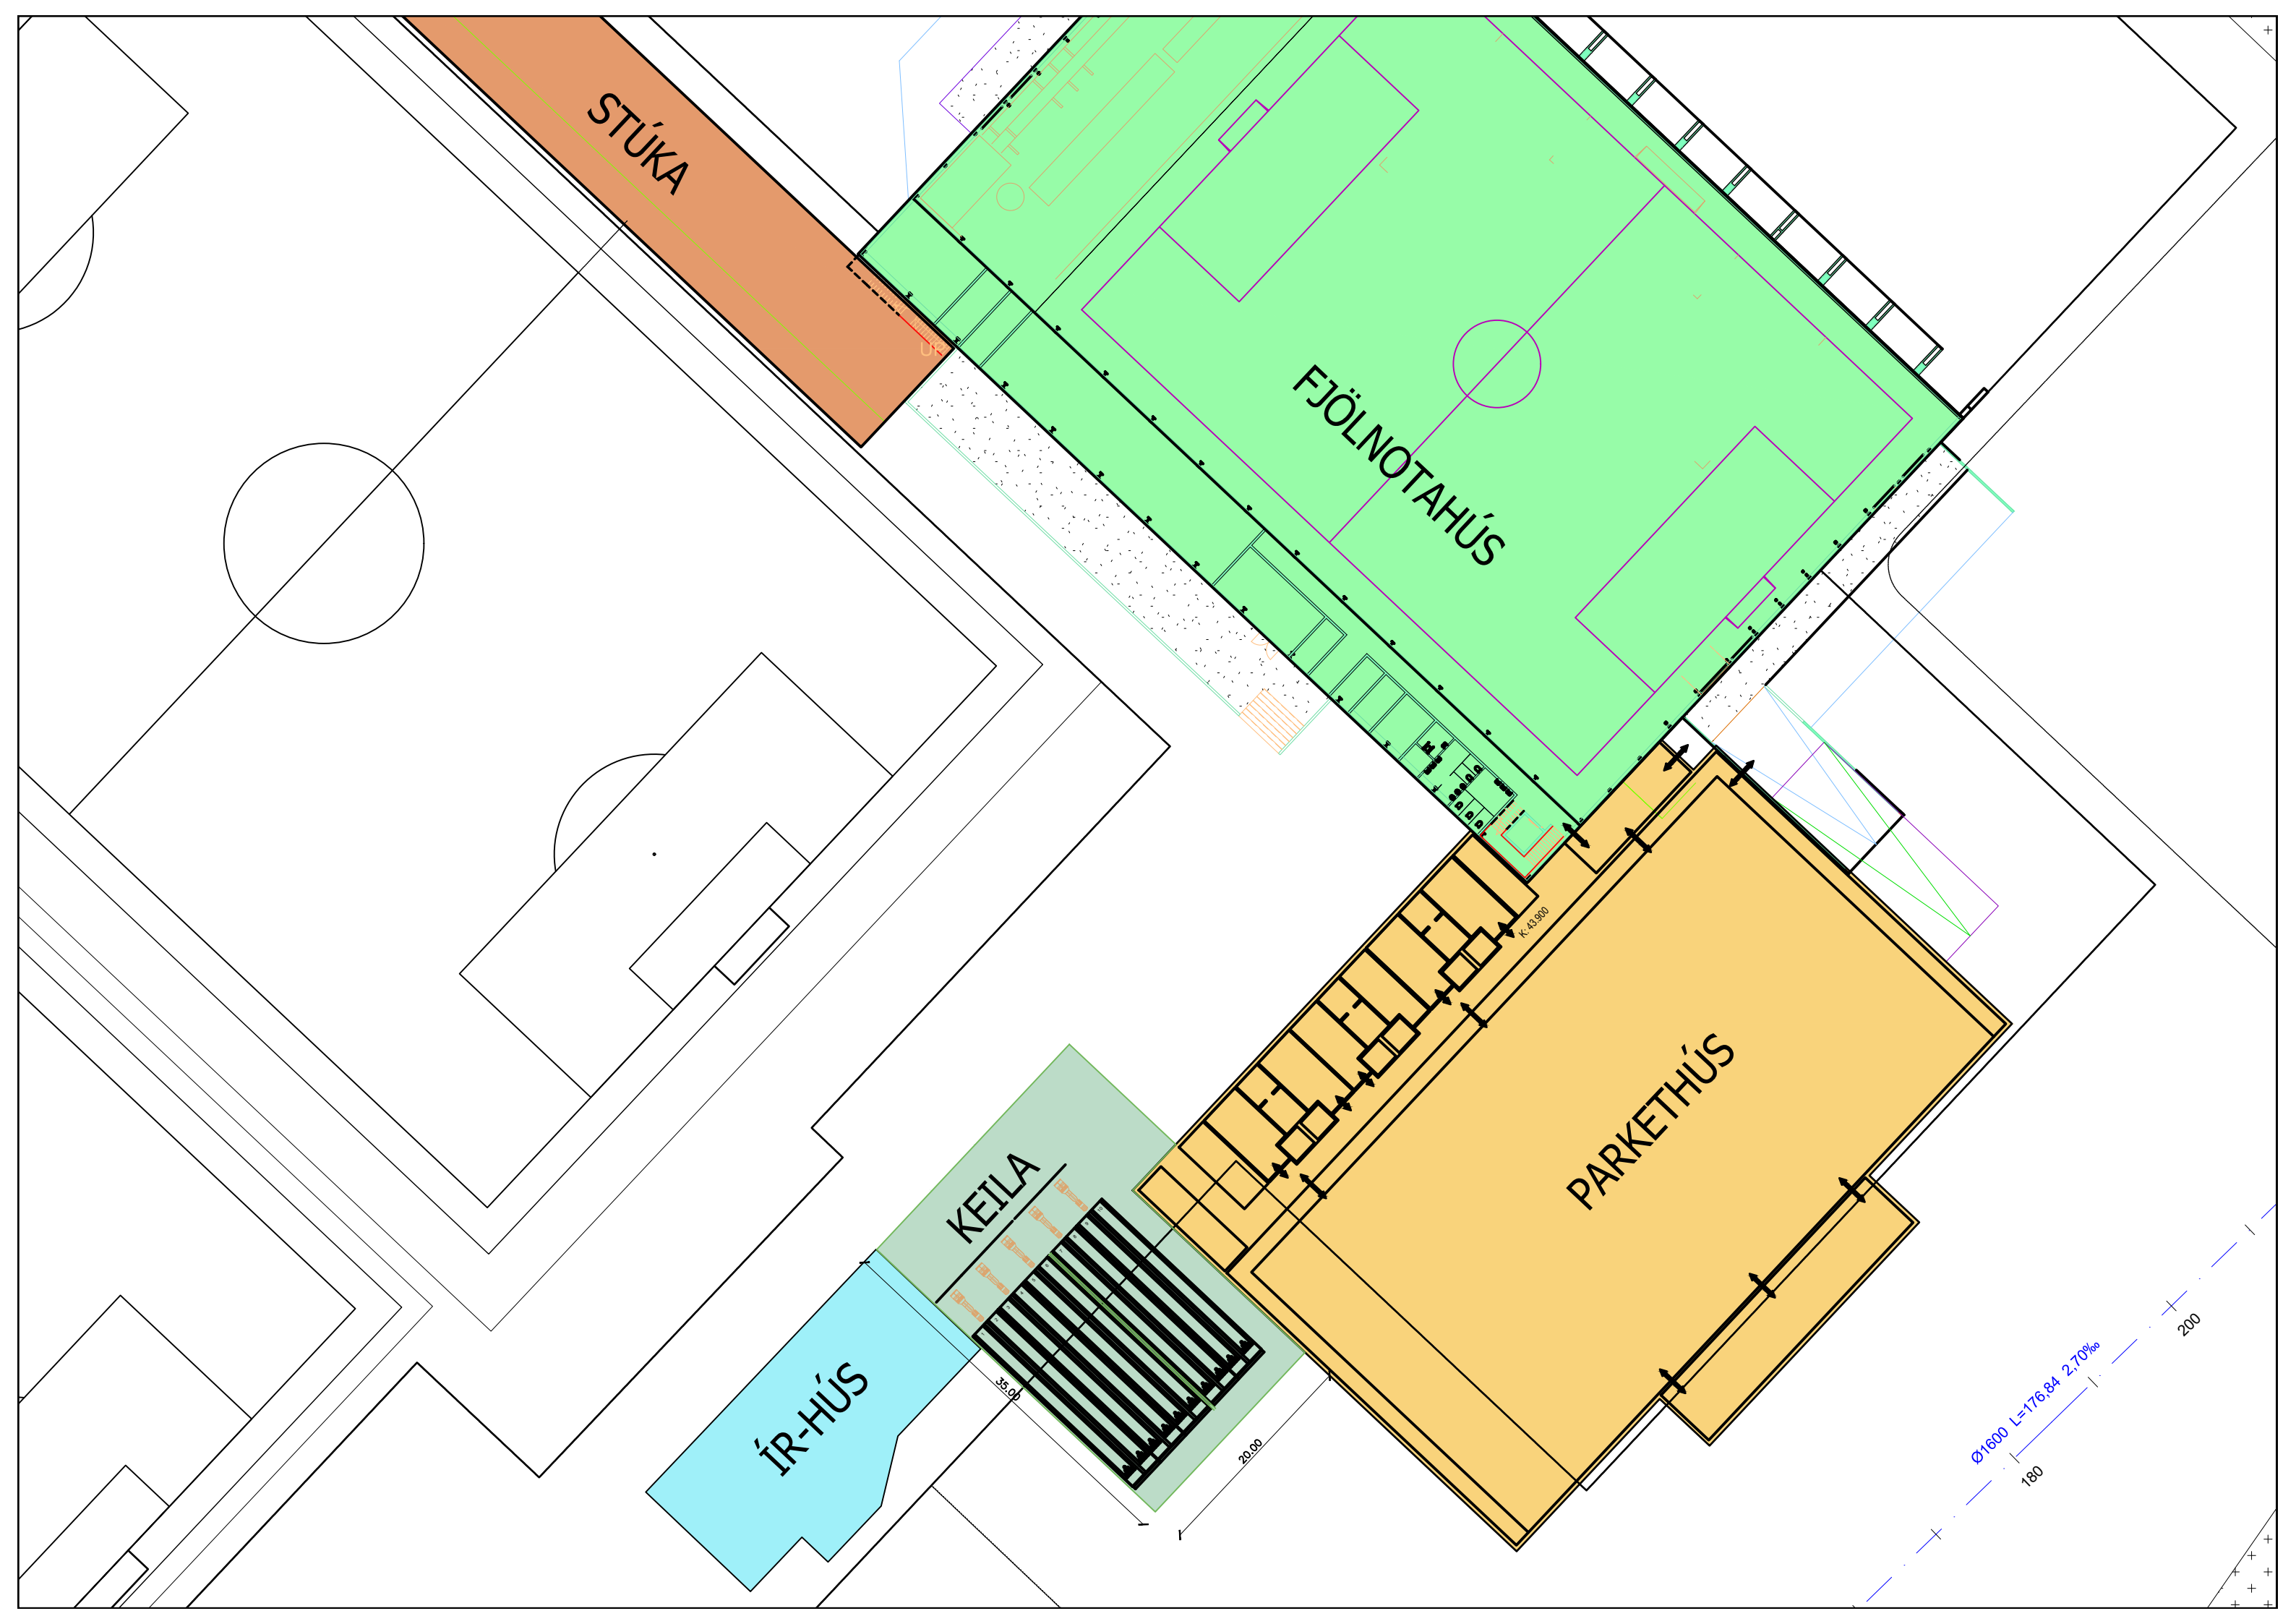 STÚKA
UP
FJÖLNOTAHÚS
K: 43.900
PARKETHÚS
KEILA
35.00
ÍR-HÚS
20.00
Ø1600 L=176,84 2,70‰
200
180